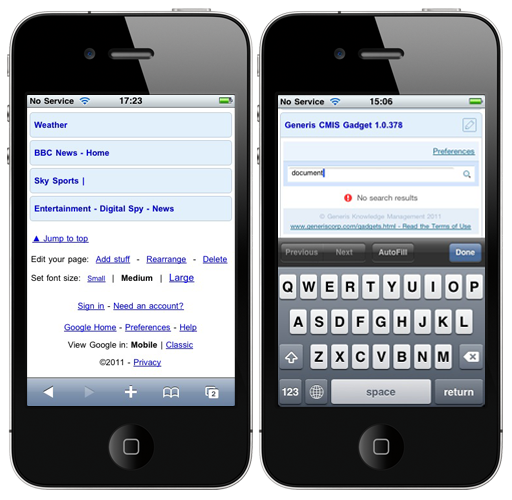 No Service 17:23
Weather
BBC News - Home
Sky Sports |
Entertainment - Digital Spy - News
▲ Jump to top
Edit your page: Add stuff - Rearrange - Delete
Set font size: Small | Medium | Large
Sign in - Need an account?
Google Home - Preferences - Help
View Google in: Mobile | Classic
©2011 - Privacy
2
No Service 15:06
Generis CMIS Gadget 1.0.378
Preferences
document
No search results
© Generis Knowledge Management 2011
www.generiscorp.com/gadgets.html - Read the Terms of Use
Previous Next AutoFill Done
Q W E R T Y U I O P
A S D F G H J K L
Z X C V B N M
123 space return